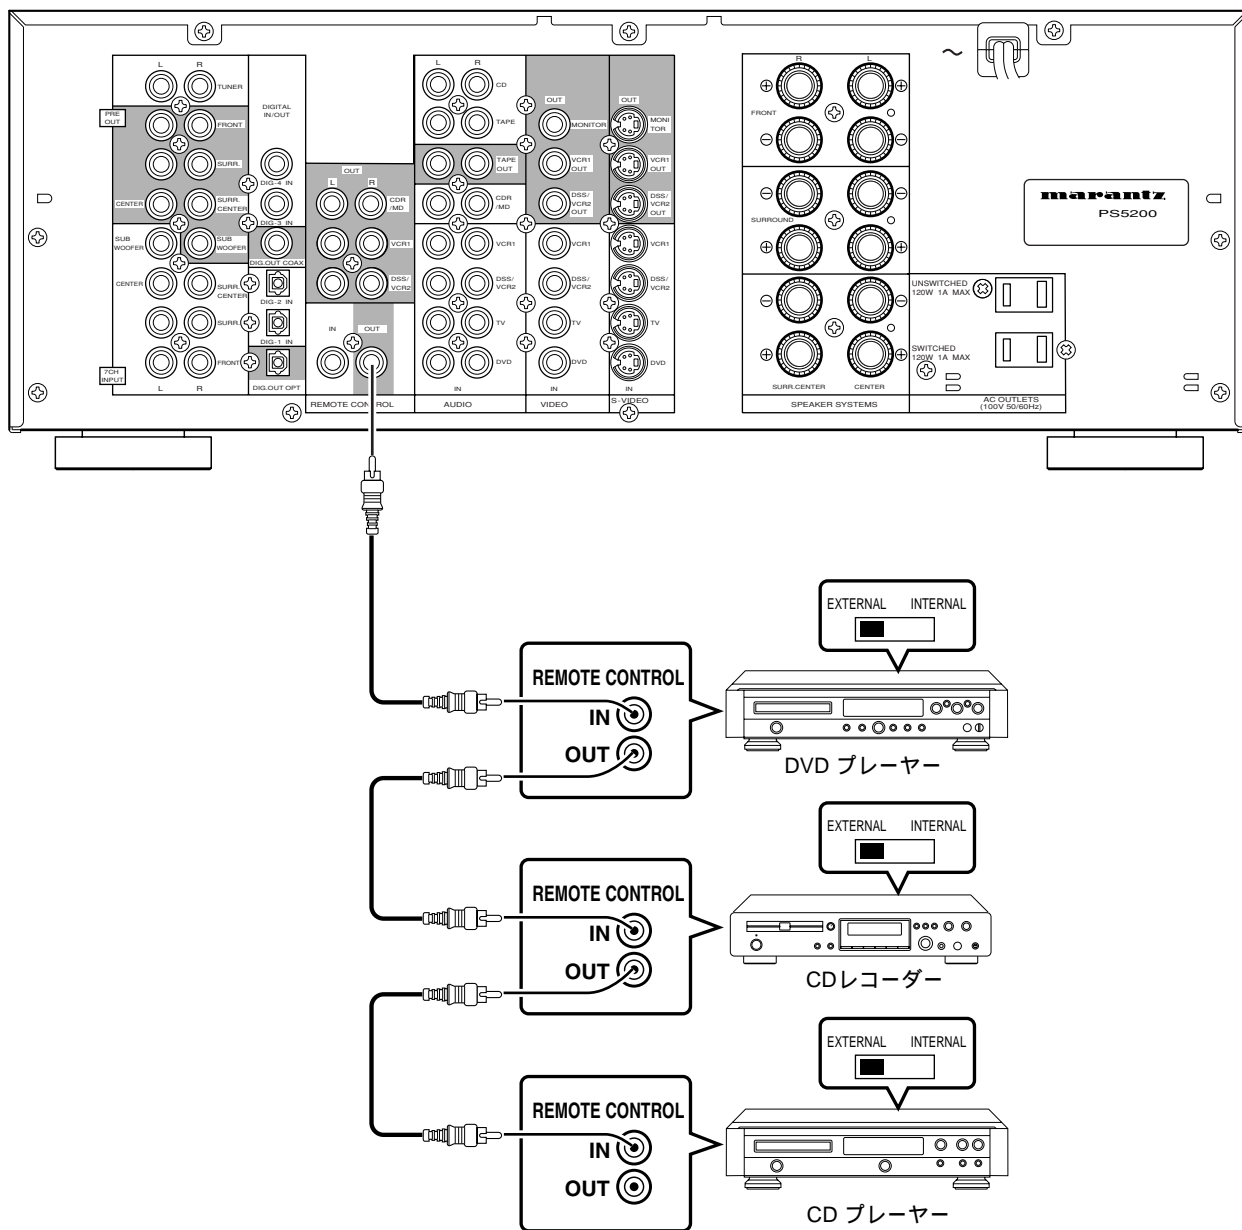 L R
TUNER
PRE
OUT
FRONT
SURR.
CENTER
SURR.
CENTER
SUB
WOOFER
SUB
WOOFER
CENTER
SURR.
CENTER
SURR.
7CH
INPUT
FRONT
L R
DIGITAL
IN/OUT
DIG-4 IN
DIG-3 IN
DIG.OUT COAX
DIG-2 IN
DIG-1 IN
DIG.OUT OPT
OUT
L R
CDR
/MD
VCR1
DSS/
VCR2
IN OUT
REMOTE CONTROL
L R
CD
TAPE
TAPE
OUT
CDR
/MD
VCR1
DSS/
VCR2
TV
DVD
IN
AUDIO
OUT
MONITOR
VCR1
OUT
DSS/
VCR2
OUT
VCR1
DSS/
VCR2
TV
DVD
IN
VIDEO
OUT
MONI
TOR
VCR1
OUT
DSS/
VCR2
OUT
VCR1
DSS/
VCR2
TV
DVD
IN
S-VIDEO
R L
FRONT
SURROUND
SURR.CENTER CENTER
SPEAKER SYSTEMS
marantz
PS5200
UNSWITCHED
120W 1A MAX
SWITCHED
120W 1A MAX
AC OUTLETS
(100V 50/60Hz)
EXTERNAL INTERNAL
REMOTE CONTROL
IN
OUT
DVD プレーヤー
EXTERNAL INTERNAL
REMOTE CONTROL
IN
OUT
CDレコーダー
EXTERNAL INTERNAL
REMOTE CONTROL
IN
OUT
CD プレーヤー